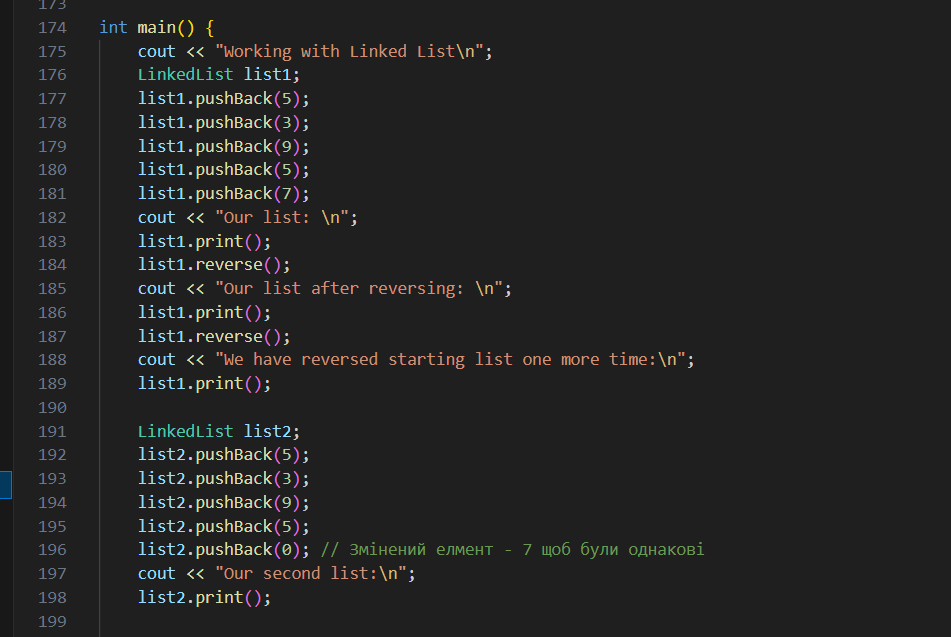 173
174 int main() {
175 cout << "Working with Linked List\n";
176 LinkedList list1;
177 list1.pushBack(5);
178 list1.pushBack(3);
179 list1.pushBack(9);
180 list1.pushBack(5);
181 list1.pushBack(7);
182 cout << "Our list: \n";
183 list1.print();
184 list1.reverse();
185 cout << "Our list after reversing: \n";
186 list1.print();
187 list1.reverse();
188 cout << "We have reversed starting list one more time:\n";
189 list1.print();
190
191 LinkedList list2;
192 list2.pushBack(5);
193 list2.pushBack(3);
194 list2.pushBack(9);
195 list2.pushBack(5);
196 list2.pushBack(0); // Змінений елмент - 7 щоб були однакові
197 cout << "Our second list:\n";
198 list2.print();
199